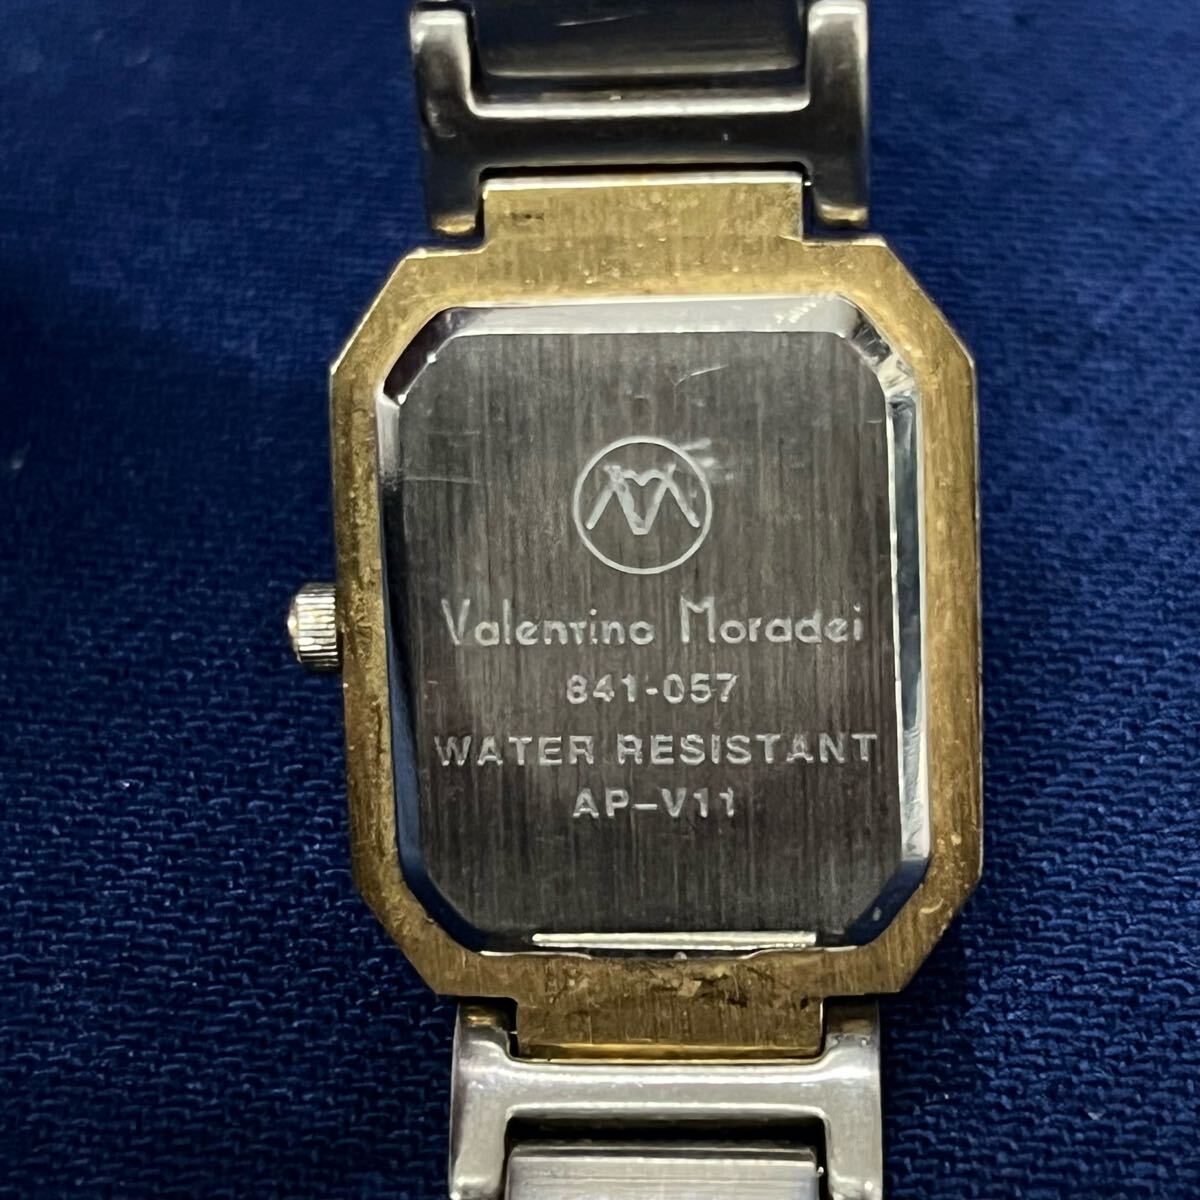 Valentino Moradei
841-057
WATER RESISTANT
AP-V11